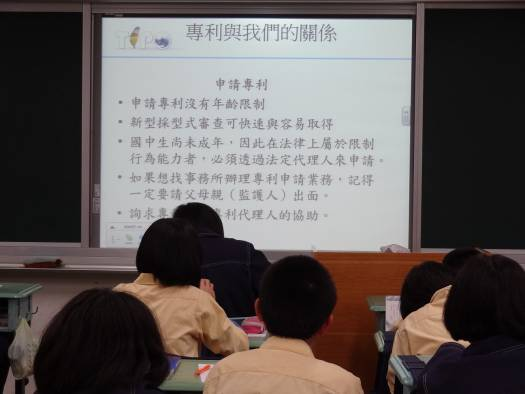 TIPO
專利與我們的關係
申請專利
▪ 申請專利沒有年齡限制
▪ 新型採型式審查可快速與容易取得
▪ 國中生尚未成年，因此在法律上屬於限制
行為能力者，必須透過法定代理人來申請。
▪ 如果想找事務所辦理專利申請業務，記得
一定要請父母親（監護人）出面。
▪ 詢求專 利代理人的協助。